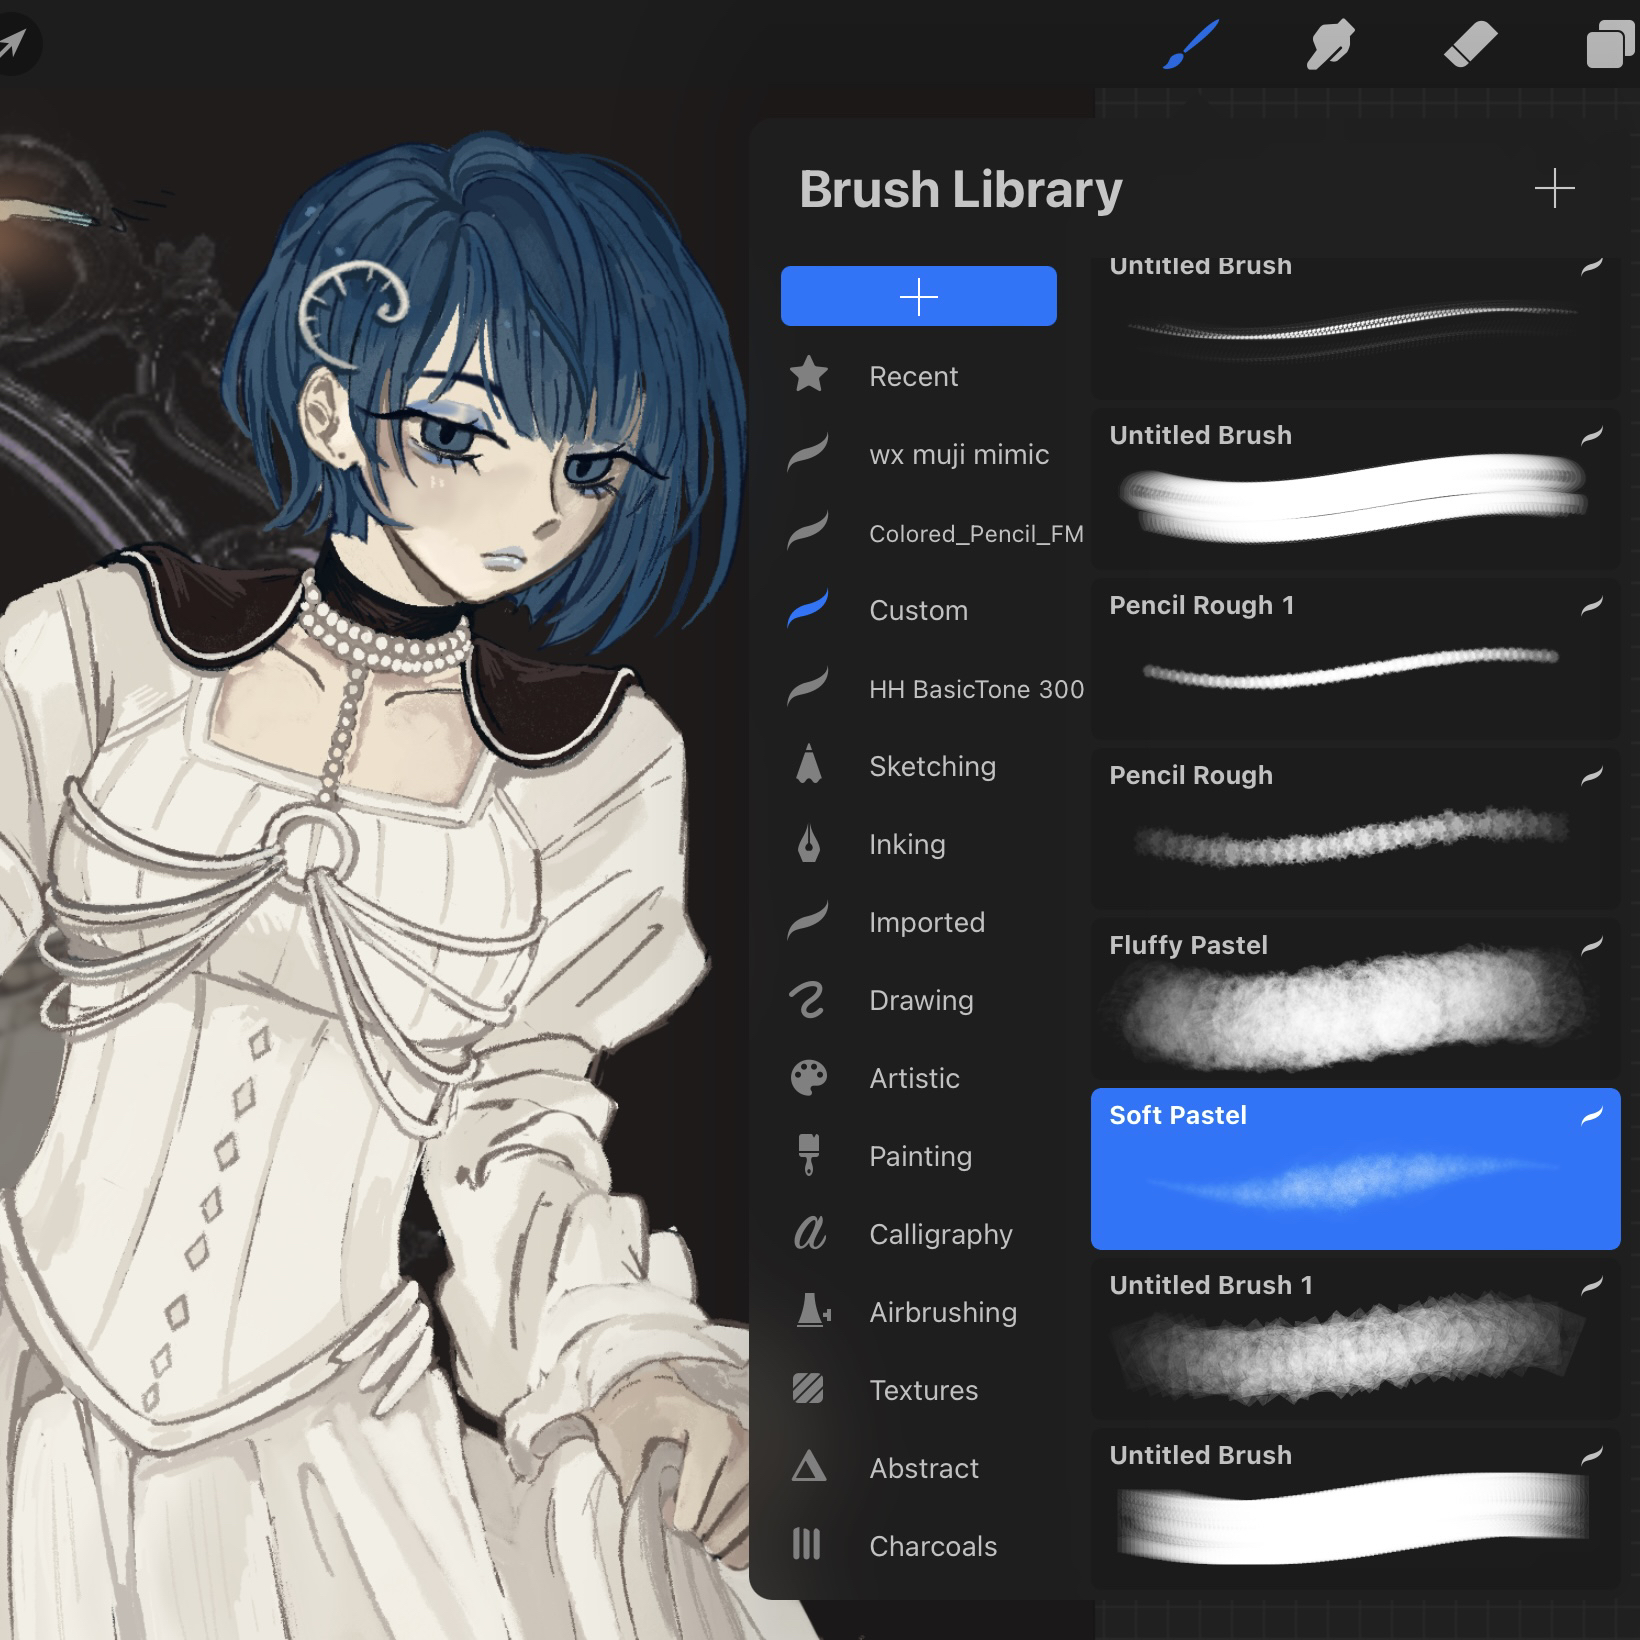 Brush Library
Recent
wx muji mimic
Colored_Pencil_FM
Custom
HH BasicTone 300
Sketching
Inking
Imported
Drawing
Artistic
Painting
Calligraphy
Airbrushing
Textures
Abstract
Charcoals
Untitled Brush
Untitled Brush
Pencil Rough 1
Pencil Rough
Fluffy Pastel
Soft Pastel
Untitled Brush 1
Untitled Brush